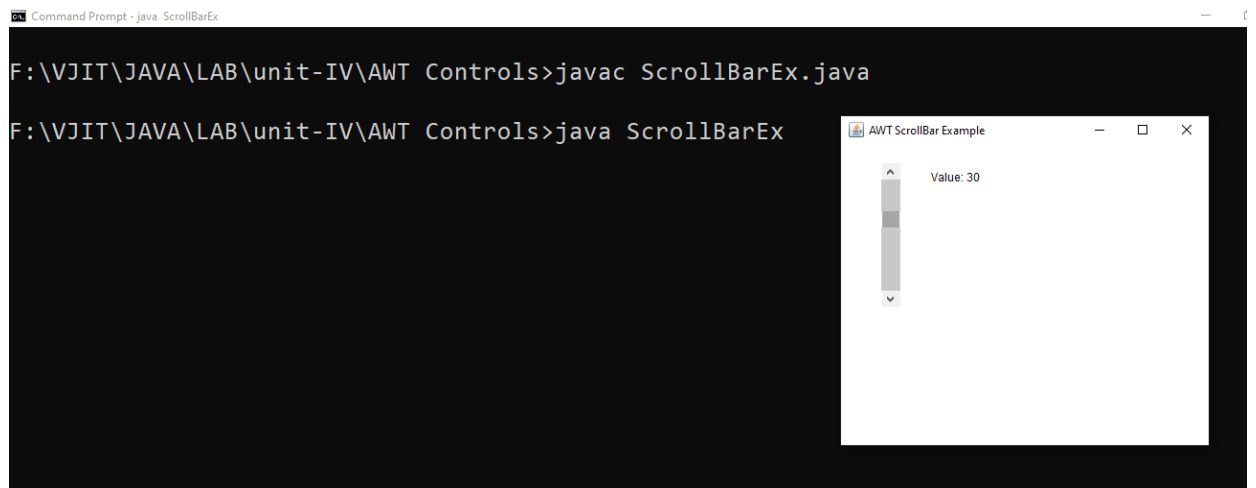 Command Prompt - java ScrollBarEx
F:\VJIT\JAVA\LAB\unit-IV\AWT Controls>javac ScrollBarEx.java
F:\VJIT\JAVA\LAB\unit-IV\AWT Controls>java ScrollBarEx
AWT ScrollBar Example
Value: 30